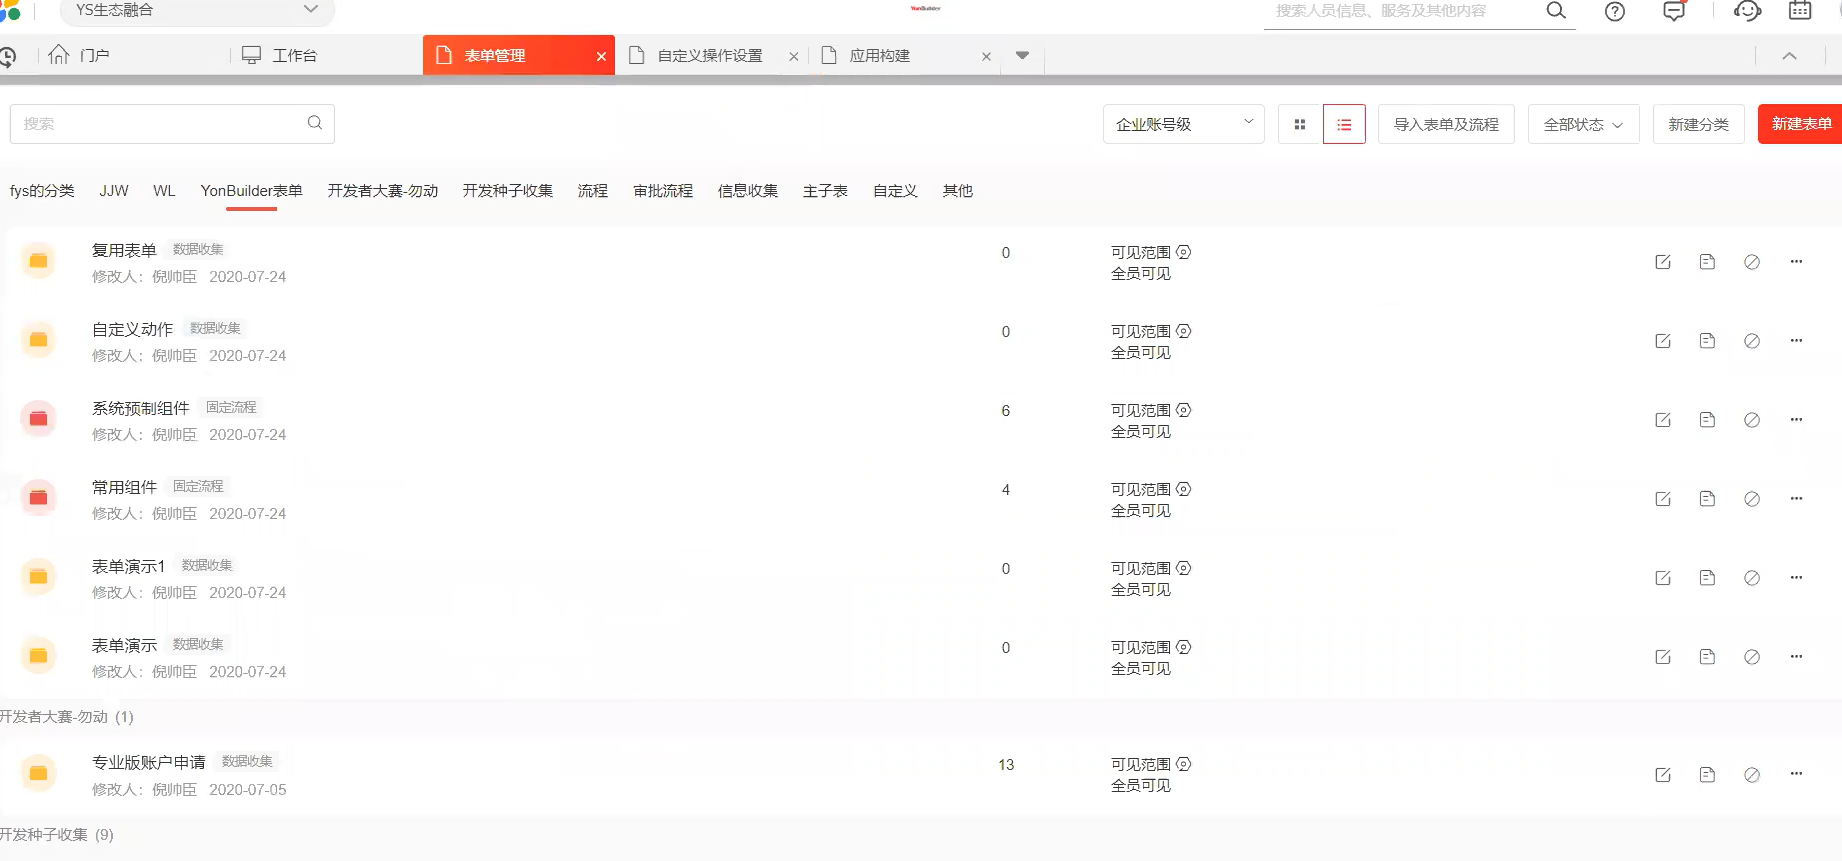 YS生态融合
YonBuilder
搜索人员信息、服务及其他内容
门户
工作台
表单管理
自定义操作设置
应用构建
搜索
企业账号级
导入表单及流程
全部状态
新建分类
新建表单
fys的分类 JJW WL YonBuilder表单 开发者大赛-勿动 开发种子收集 流程 审批流程 信息收集 主子表 自定义 其他
复用表单 数据收集
修改人：倪帅臣 2020-07-24
0
可见范围
全员可见
自定义动作 数据收集
修改人：倪帅臣 2020-07-24
0
可见范围
全员可见
系统预制组件 固定流程
修改人：倪帅臣 2020-07-24
6
可见范围
全员可见
常用组件 固定流程
修改人：倪帅臣 2020-07-24
4
可见范围
全员可见
表单演示1 数据收集
修改人：倪帅臣 2020-07-24
0
可见范围
全员可见
表单演示 数据收集
修改人：倪帅臣 2020-07-24
0
可见范围
全员可见
开发者大赛-勿动 (1)
专业版账户申请 数据收集
修改人：倪帅臣 2020-07-05
13
可见范围
全员可见
开发种子收集 (9)